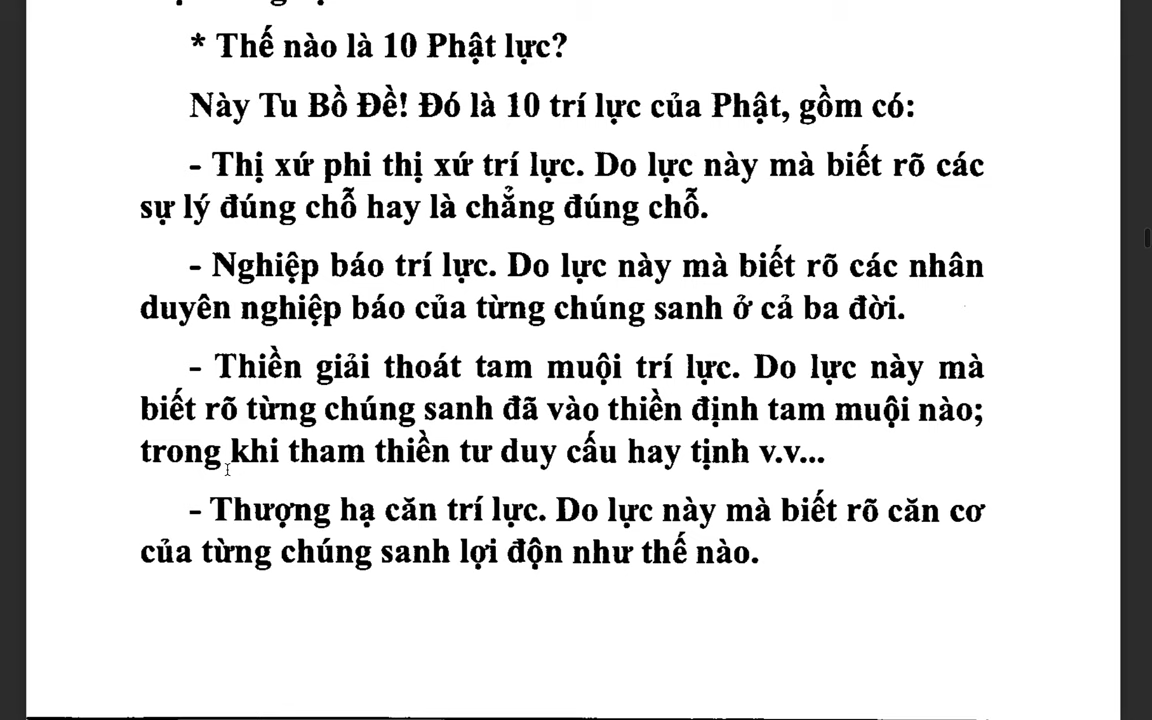 * Thế nào là 10 Phật lực?
Này Tu Bồ Đề! Đó là 10 trí lực của Phật, gồm có:
- Thị xứ phi thị xứ trí lực. Do lực này mà biết rõ các
sự lý đúng chỗ hay là chẳng đúng chỗ.
- Nghiệp báo trí lực. Do lực này mà biết rõ các nhân
duyên nghiệp báo của từng chúng sanh ở cả ba đời.
- Thiền giải thoát tam muội trí lực. Do lực này mà
biết rõ từng chúng sanh đã vào thiền định tam muội nào;
trong khi tham thiền tư duy cấu hay tịnh v.v...
- Thượng hạ căn trí lực. Do lực này mà biết rõ căn cơ
của từng chúng sanh lợi độn như thế nào.